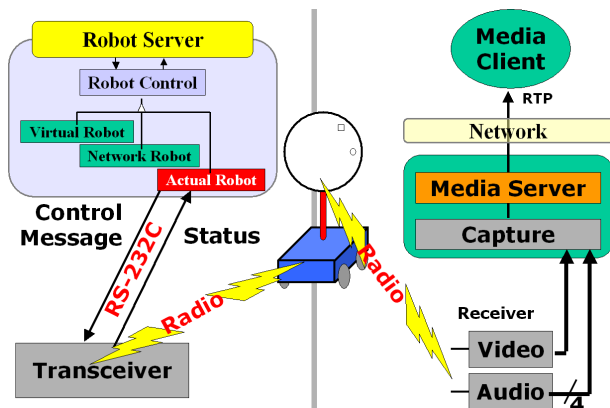 Robot Server
Robot Control
Virtual Robot
Network Robot
Actual Robot
Control
Message
Status
RS-232C
Radio
Transceiver
Media
Client
RTP
Network
Media Server
Capture
Radio
Receiver
Video
Audio
4